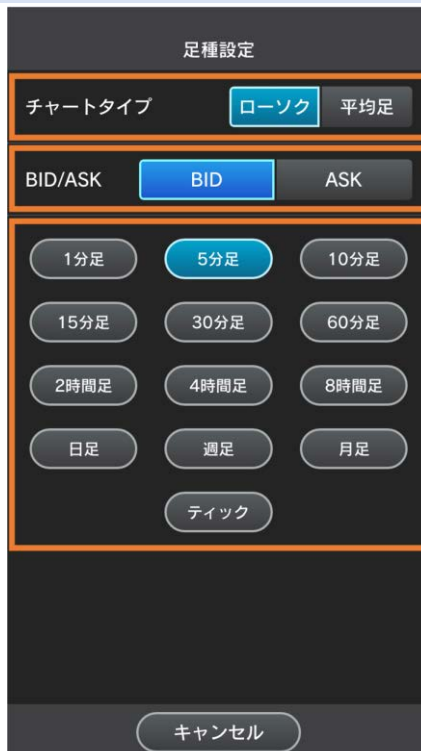 足種設定
チャートタイプ ローソク 平均足
BID/ASK BID ASK
1分足 5分足 10分足
15分足 30分足 60分足
2時間足 4時間足 8時間足
日足 週足 月足
ティック
キャンセル